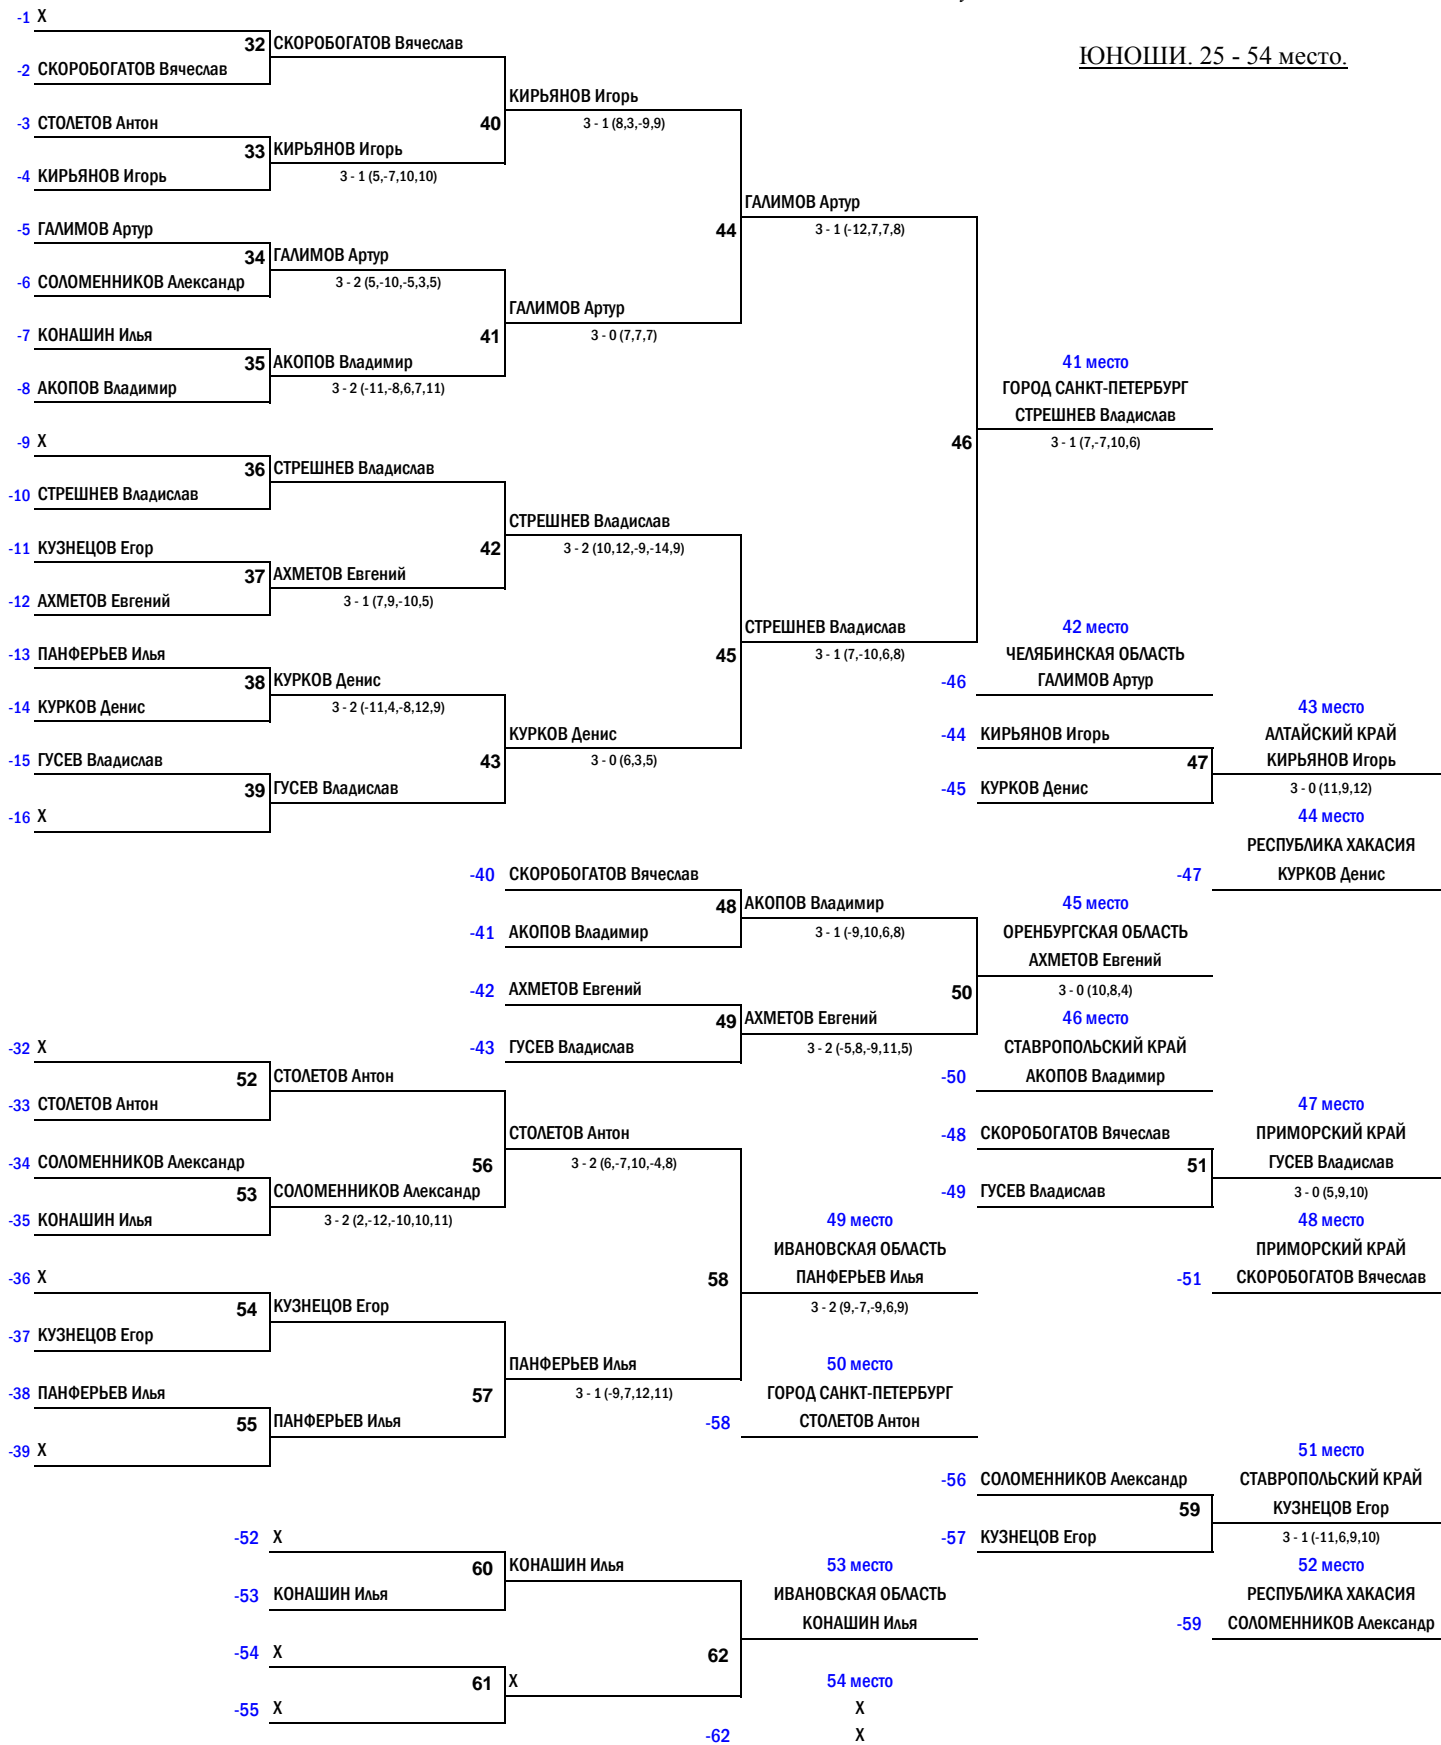 ЮНОШИ. 25 - 54 место.
-1 X
32 СКОРОБОГАТОВ Вячеслав
-2 СКОРОБОГАТОВ Вячеслав
КИРЬЯНОВ Игорь
-3 СТОЛЕТОВ Антон
40
3 - 1 (8,3,-9,9)
33 КИРЬЯНОВ Игорь
-4 КИРЬЯНОВ Игорь
3 - 1 (5,-7,10,10)
ГАЛИМОВ Артур
-5 ГАЛИМОВ Артур
44
3 - 1 (-12,7,7,8)
34 ГАЛИМОВ Артур
-6 СОЛОМЕННИКОВ Александр
3 - 2 (5,-10,-5,3,5)
ГАЛИМОВ Артур
-7 КОНАШИН Илья
41
3 - 0 (7,7,7)
35 АКОПОВ Владимир
41 место
-8 АКОПОВ Владимир
3 - 2 (-11,-8,6,7,11)
ГОРОД САНКТ-ПЕТЕРБУРГ
СТРЕШНЕВ Владислав
-9 X
46
3 - 1 (7,-7,10,6)
36 СТРЕШНЕВ Владислав
-10 СТРЕШНЕВ Владислав
СТРЕШНЕВ Владислав
-11 КУЗНЕЦОВ Егор
42
3 - 2 (10,12,-9,-14,9)
37 АХМЕТОВ Евгений
-12 АХМЕТОВ Евгений
3 - 1 (7,9,-10,5)
СТРЕШНЕВ Владислав
42 место
-13 ПАНФЕРЬЕВ Илья
45
3 - 1 (7,-10,6,8)
ЧЕЛЯБИНСКАЯ ОБЛАСТЬ
38 КУРКОВ Денис
-46 ГАЛИМОВ Артур
-14 КУРКОВ Денис
3 - 2 (-11,4,-8,12,9)
43 место
КУРКОВ Денис
-44 КИРЬЯНОВ Игорь
АЛТАЙСКИЙ КРАЙ
-15 ГУСЕВ Владислав
43
3 - 0 (6,3,5)
47
КИРЬЯНОВ Игорь
39 ГУСЕВ Владислав
-45 КУРКОВ Денис
3 - 0 (11,9,12)
-16 X
44 место
РЕСПУБЛИКА ХАКАСИЯ
-40 СКОРОБОГАТОВ Вячеслав
-47 КУРКОВ Денис
48 АКОПОВ Владимир
45 место
-41 АКОПОВ Владимир
3 - 1 (-9,10,6,8)
ОРЕНБУРГСКАЯ ОБЛАСТЬ
АХМЕТОВ Евгений
-42 АХМЕТОВ Евгений
50
3 - 0 (10,8,4)
49 АХМЕТОВ Евгений
46 место
-32 X
-43 ГУСЕВ Владислав
3 - 2 (-5,8,-9,11,5)
СТАВРОПОЛЬСКИЙ КРАЙ
52 СТОЛЕТОВ Антон
-50 АКОПОВ Владимир
-33 СТОЛЕТОВ Антон
47 место
СТОЛЕТОВ Антон
-48 СКОРОБОГАТОВ Вячеслав
ПРИМОРСКИЙ КРАЙ
-34 СОЛОМЕННИКОВ Александр
56
3 - 2 (6,-7,10,-4,8)
51
ГУСЕВ Владислав
53 СОЛОМЕННИКОВ Александр
-49 ГУСЕВ Владислав
3 - 0 (5,9,10)
-35 КОНАШИН Илья
3 - 2 (2,-12,-10,10,11)
49 место
48 место
ИВАНОВСКАЯ ОБЛАСТЬ
ПРИМОРСКИЙ КРАЙ
-36 X
58
ПАНФЕРЬЕВ Илья
-51 СКОРОБОГАТОВ Вячеслав
54 КУЗНЕЦОВ Егор
3 - 2 (9,-7,-9,6,9)
-37 КУЗНЕЦОВ Егор
ПАНФЕРЬЕВ Илья
50 место
-38 ПАНФЕРЬЕВ Илья
57
3 - 1 (-9,7,12,11)
ГОРОД САНКТ-ПЕТЕРБУРГ
55 ПАНФЕРЬЕВ Илья
-58 СТОЛЕТОВ Антон
-39 X
51 место
-56 СОЛОМЕННИКОВ Александр
СТАВРОПОЛЬСКИЙ КРАЙ
59
КУЗНЕЦОВ Егор
-52 X
-57 КУЗНЕЦОВ Егор
3 - 1 (-11,6,9,10)
60 КОНАШИН Илья
53 место
52 место
-53 КОНАШИН Илья
ИВАНОВСКАЯ ОБЛАСТЬ
РЕСПУБЛИКА ХАКАСИЯ
КОНАШИН Илья
-59 СОЛОМЕННИКОВ Александр
-54 X
62
61 X
54 место
-55 X
X
-62 X